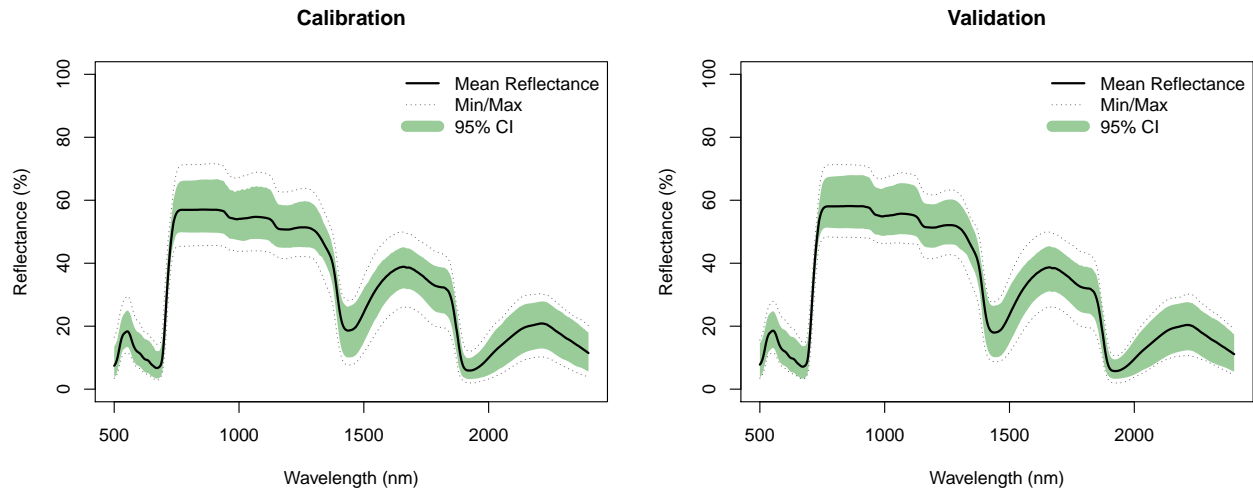 Calibration
Reflectance (%)
100
80
60
40
20
0
Mean Reflectance
Min/Max
95% CI
500 1000 1500 2000
Wavelength (nm)
Validation
Reflectance (%)
100
80
60
40
20
0
Mean Reflectance
Min/Max
95% CI
500 1000 1500 2000
Wavelength (nm)